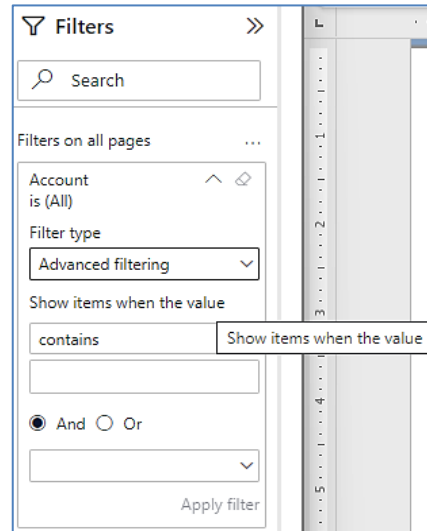 Filters
Search
Filters on all pages
Account
is (All)
Filter type
Advanced filtering
Show items when the value
contains
Show items when the value
And Or
Apply filter
1
2
3
4
5